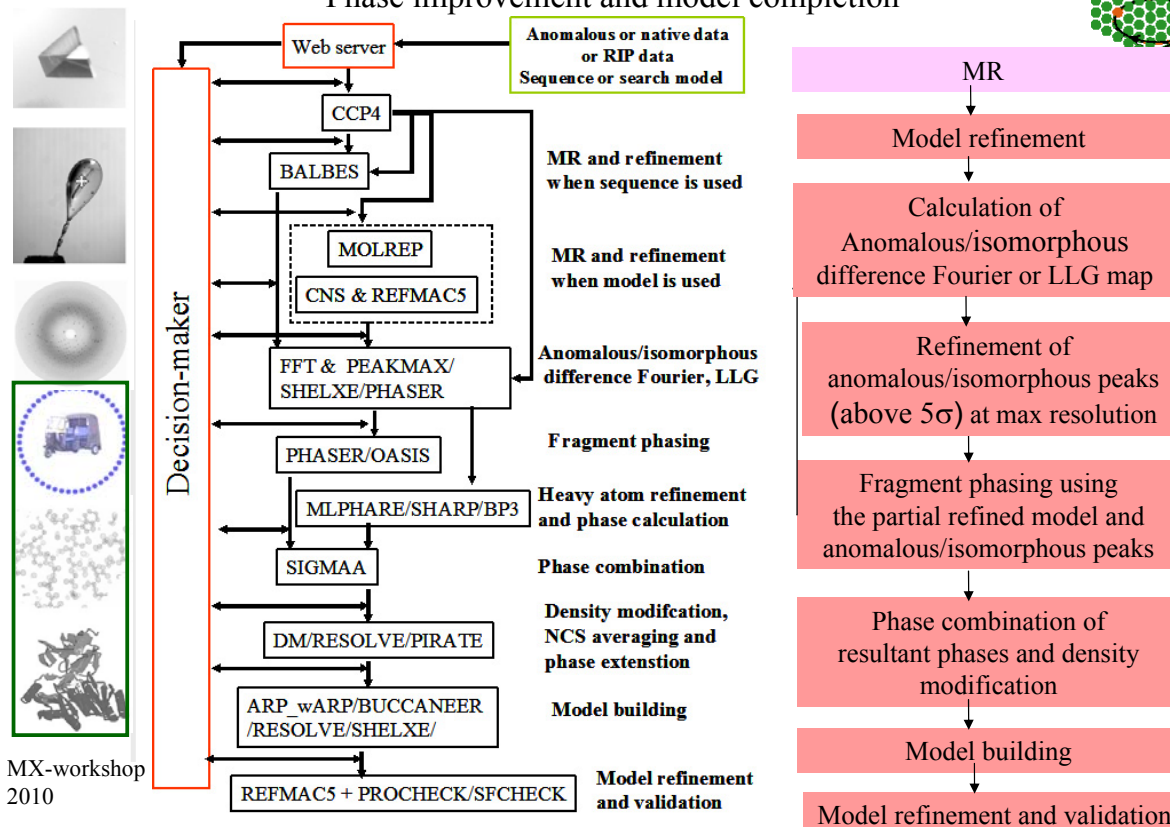 Phase improvement and model completion
Web server
Anomalous or native data
or RIP data
Sequence or search model
CCP4
BALBES
MR and refinement
when sequence is used
MOLREP
CNS & REFMAC5
MR and refinement
when model is used
Decision-maker
FFT & PEAKMAX/
SHELXE/PHASER
Anomalous/isomorphous
difference Fourier, LLG
PHASER/OASIS
Fragment phasing
MLPHARE/SHARP/BP3
Heavy atom refinement
and phase calculation
SIGMAA
Phase combination
DM/RESOLVE/PIRATE
Density modifcation,
NCS averaging and
phase extenstion
ARP_wARP/BUCCANEER
/RESOLVE/SHELXE/
Model building
REFMAC5 + PROCHECK/SFCHECK
Model refinement
and validation
MX-workshop
2010
MR
Model refinement
Calculation of
Anomalous/isomorphous
difference Fourier or LLG map
Refinement of
anomalous/isomorphous peaks
(above 5σ) at max resolution
Fragment phasing using
the partial refined model and
anomalous/isomorphous peaks
Phase combination of
resultant phases and density
modification
Model building
Model refinement and validation